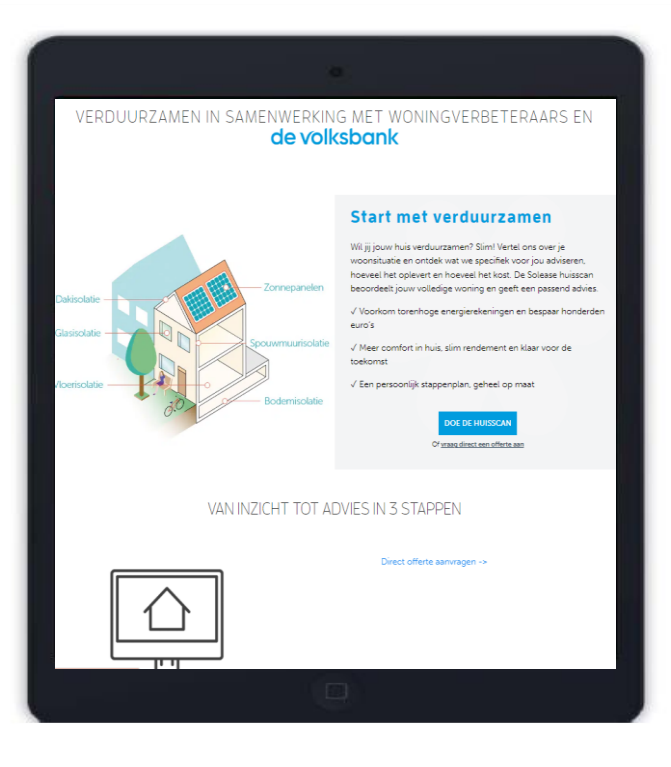 VERDUURZAMEN IN SAMENWERKING MET WONINGVERBETERAARS EN
de volksbank
Dakisolatie
Glasisolatie
Vloerisolatie
Zonnepanelen
Spouwmuurisolatie
Bodemisolatie
Start met verduurzamen
Wil jij jouw huis verduurzamen? Slim! Vertel ons over je
woonsituatie en ontdek wat we specifiek voor jou adviseren,
hoeveel het oplevert en hoeveel het kost. De Solease huisscan
beoordeelt jouw volledige woning en geeft een passend advies.
✓ Voorkom torenhoge energierekeningen en bespaar honderden
euro's
✓ Meer comfort in huis, slim rendement en klaar voor de
toekomst
✓ Een persoonlijk stappenplan, geheel op maat
DOE DE HUISSCAN
Of vraag direct een offerte aan
VAN INZICHT TOT ADVIES IN 3 STAPPEN
Direct offerte aanvragen ->